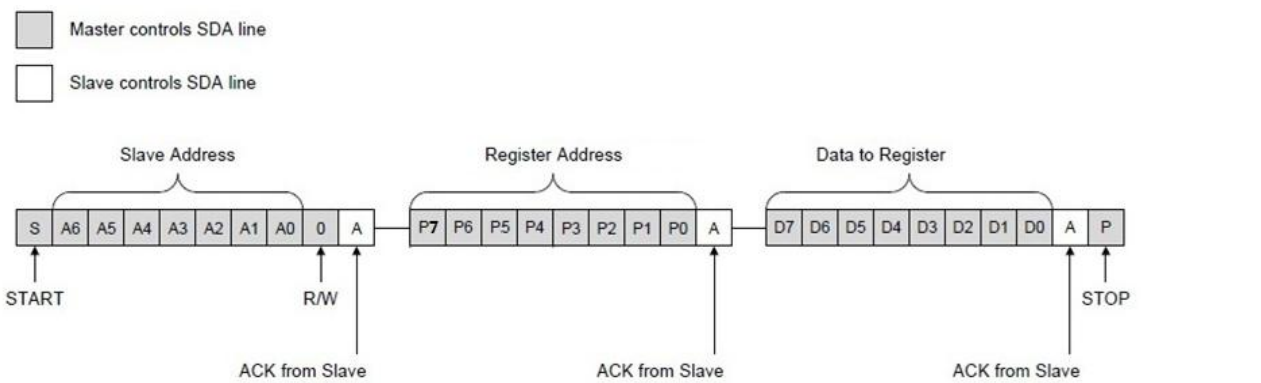 Master controls SDA line
Slave controls SDA line
Slave Address Register Address Data to Register
S A6 A5 A4 A3 A2 A1 A0 0 A P7 P6 P5 P4 P3 P2 P1 P0 A D7 D6 D5 D4 D3 D2 D1 D0 A P
START R/W STOP
ACK from Slave ACK from Slave ACK from Slave